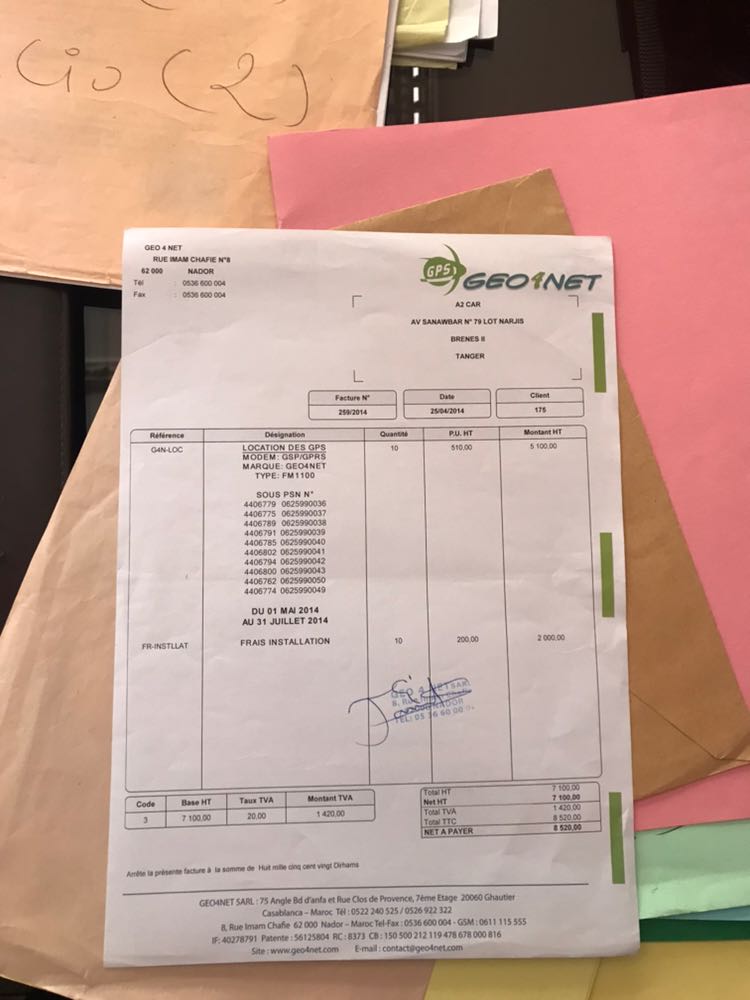 Cio (2)
GEO 4 NET
RUE IMAM CHAFIE N°8
62 000 NADOR
Tél : 0536 600 004
Fax : 0536 600 004
GPS GEO4NET
A2 CAR
AV SANAWBAR N° 79 LOT NARJIS
BRENES II
TANGER
Facture N° Date Client
259/2014 25/04/2014 175
Référence Désignation Quantité P.U. HT Montant HT
G4N-LOC LOCATION DES GPS 10 510,00 5 100,00
MODEM: GSP/GPRS
MARQUE: GEO4NET
TYPE: FM1100
SOUS PSN N°
4406779 0625990036
4406775 0625990037
4406789 0625990038
4406791 0625990039
4406785 0625990040
4406802 0625990041
4406794 0625990042
4406800 0625990043
4406762 0625990050
4406774 0625990049
DU 01 MAI 2014
AU 31 JUILLET 2014
FR-INSTLLAT FRAIS INSTALLATION 10 200,00 2 000,00
GEO 4 NET SARL
8, Rue Chafie
NADOR
TEL: 05 36 60 00
Code Base HT Taux TVA Montant TVA
3 7 100,00 20,00 1 420,00
Total HT 7 100,00
Net HT 7 100,00
Total TVA 1 420,00
Total TTC 8 520,00
NET A PAYER 8 520,00
Arrête la présente facture à la somme de Huit mille cinq cent vingt Dirhams
GEO4NET SARL : 75 Angle Bd d'anfa et Rue Clos de Provence, 7ème Etage 20060 Ghautier
Casablanca – Maroc Tél : 0522 240 525 / 0526 922 322
8, Rue Imam Chafie 62 000 Nador – Maroc Tel-Fax : 0536 600 004 - GSM : 0611 115 555
IF: 40278791 Patente : 56125804 RC : 8373 CB : 150 500 212 119 478 678 000 816
Site : www.geo4net.com E-mail : contact@geo4net.com